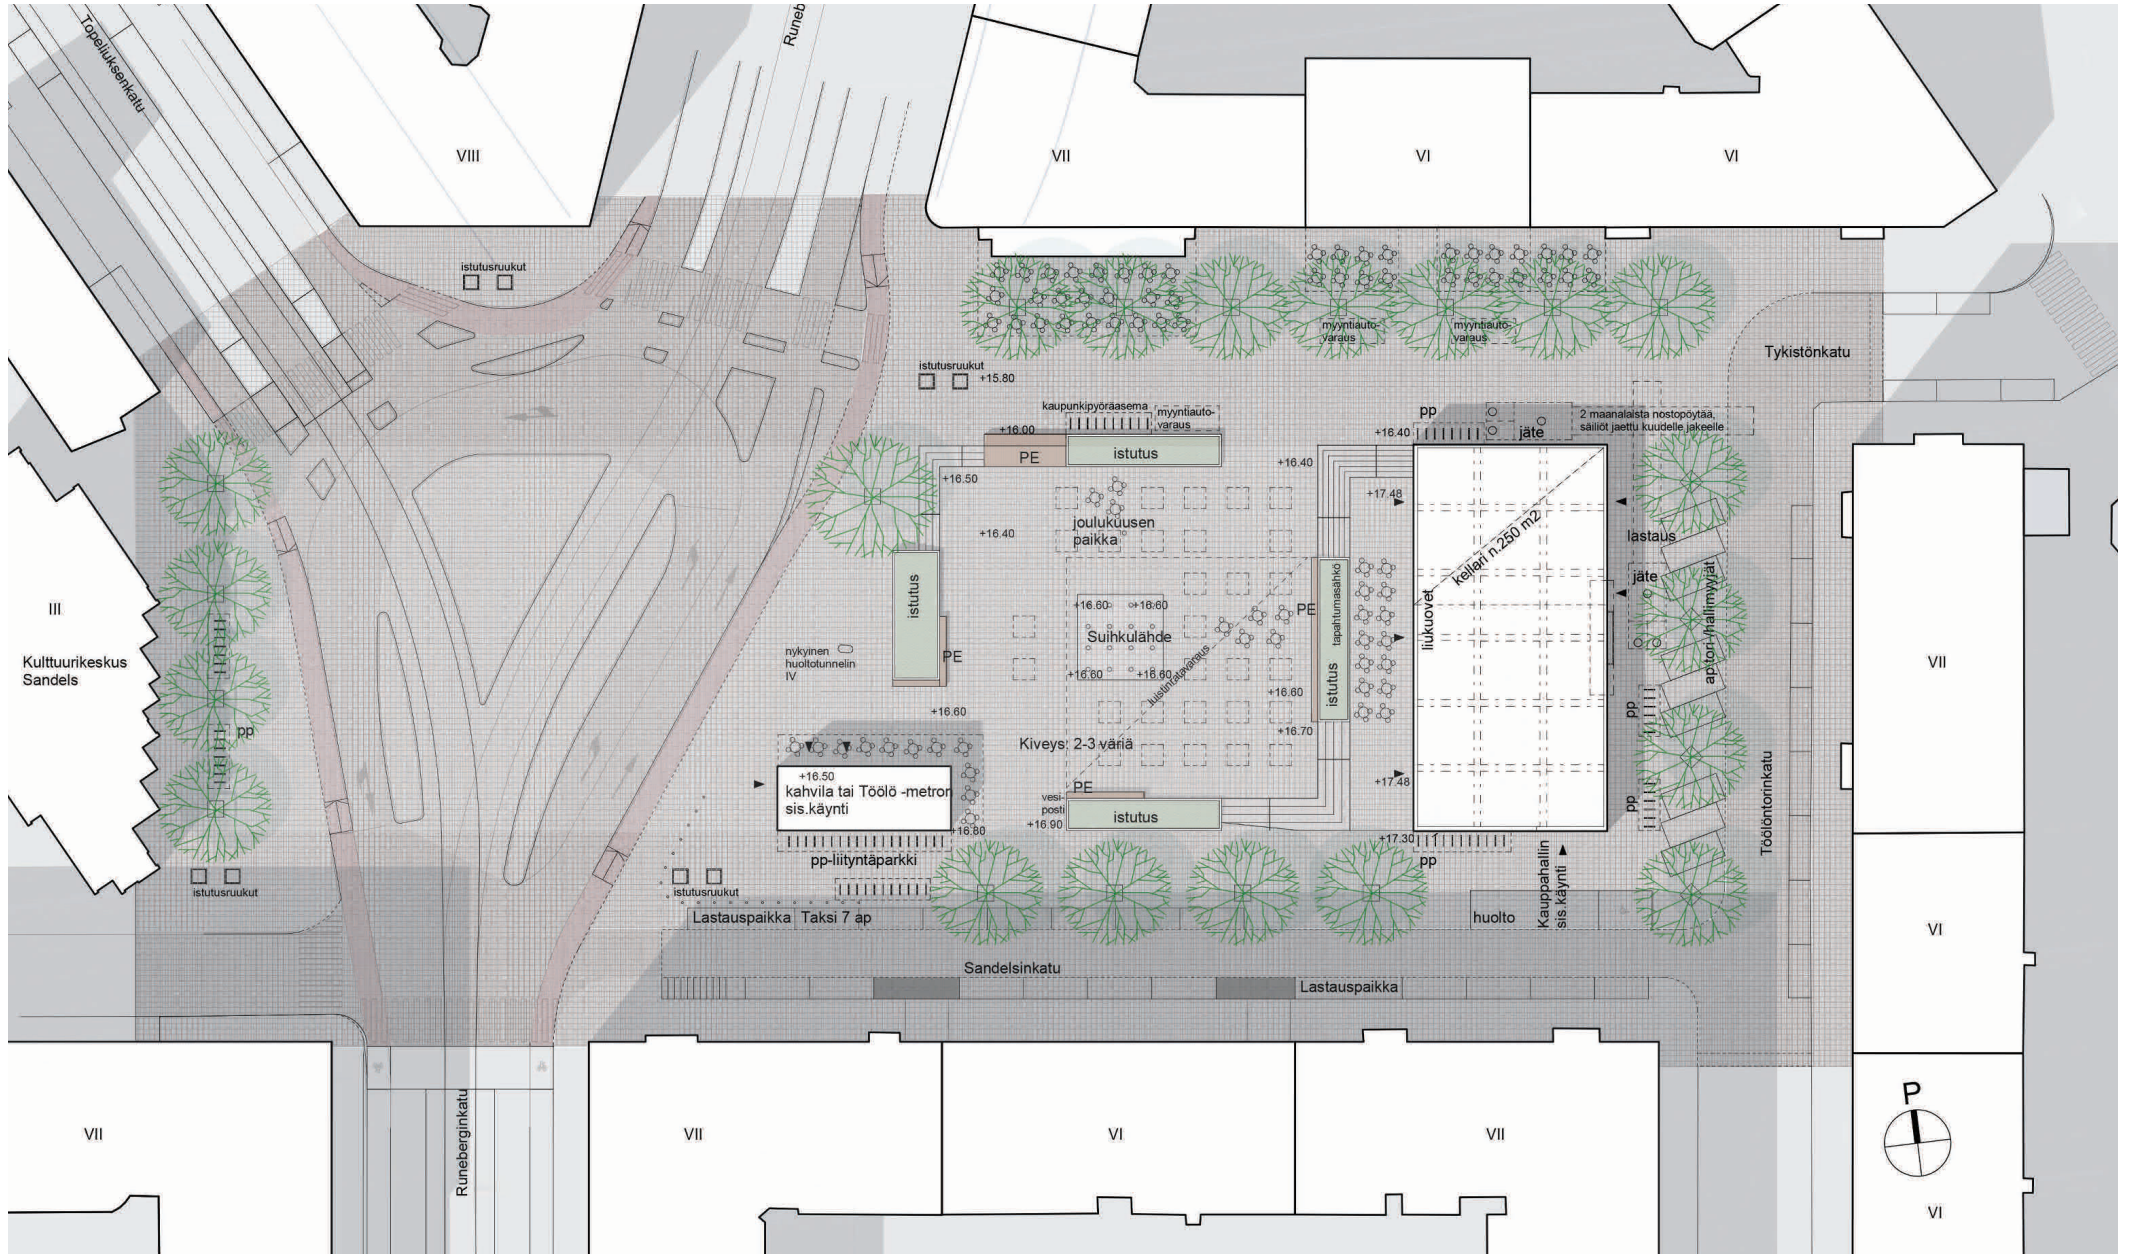 Topeliuksenkatu
Runeb
VIII
VII
VI
VI
istutusruukut
myyntiauto-
varaus
myyntiauto-
varaus
Tykistönkatu
istutusruukut
+15.80
kaupunkipyöräasema
myyntiauto-
varaus
+16.00
PE
istutus
+16.50
+16.40
pp
+16.40
jäte
2 maanalaista nostopöytää,
säiliöt jaettu kuudelle jakeelle
+16.40
+17.48
joulukuusen
paikka
kellari n.250 m2
lastaus
jäte
ap/tori-/hallimyyjät
istutus
PE
+16.60
+16.60
Suihkulähde
+16.60
+16.60
luistinratavaraus
PE
tapahtumasähkö
istutus
liukuovet
III
Kulttuurikeskus
Sandels
nykyinen
huoltotunnelin
IV
VII
pp
+16.60
+16.60
+16.70
Kiveys: 2-3 väriä
pp
pp
Töölöntorinkatu
+16.50
kahvila tai Töölö -metron
sis.käynti
+16.80
PE
vesi-
posti
+16.90
istutus
+17.48
+17.30
pp
pp-liityntäparkki
istutusruukut
istutusruukut
Lastauspaikka
Taksi 7 ap
huolto
Kauppahallin
sis.käynti
VI
Sandelsinkatu
Lastauspaikka
Runeberginkatu
VII
VII
VI
VII
P
VI